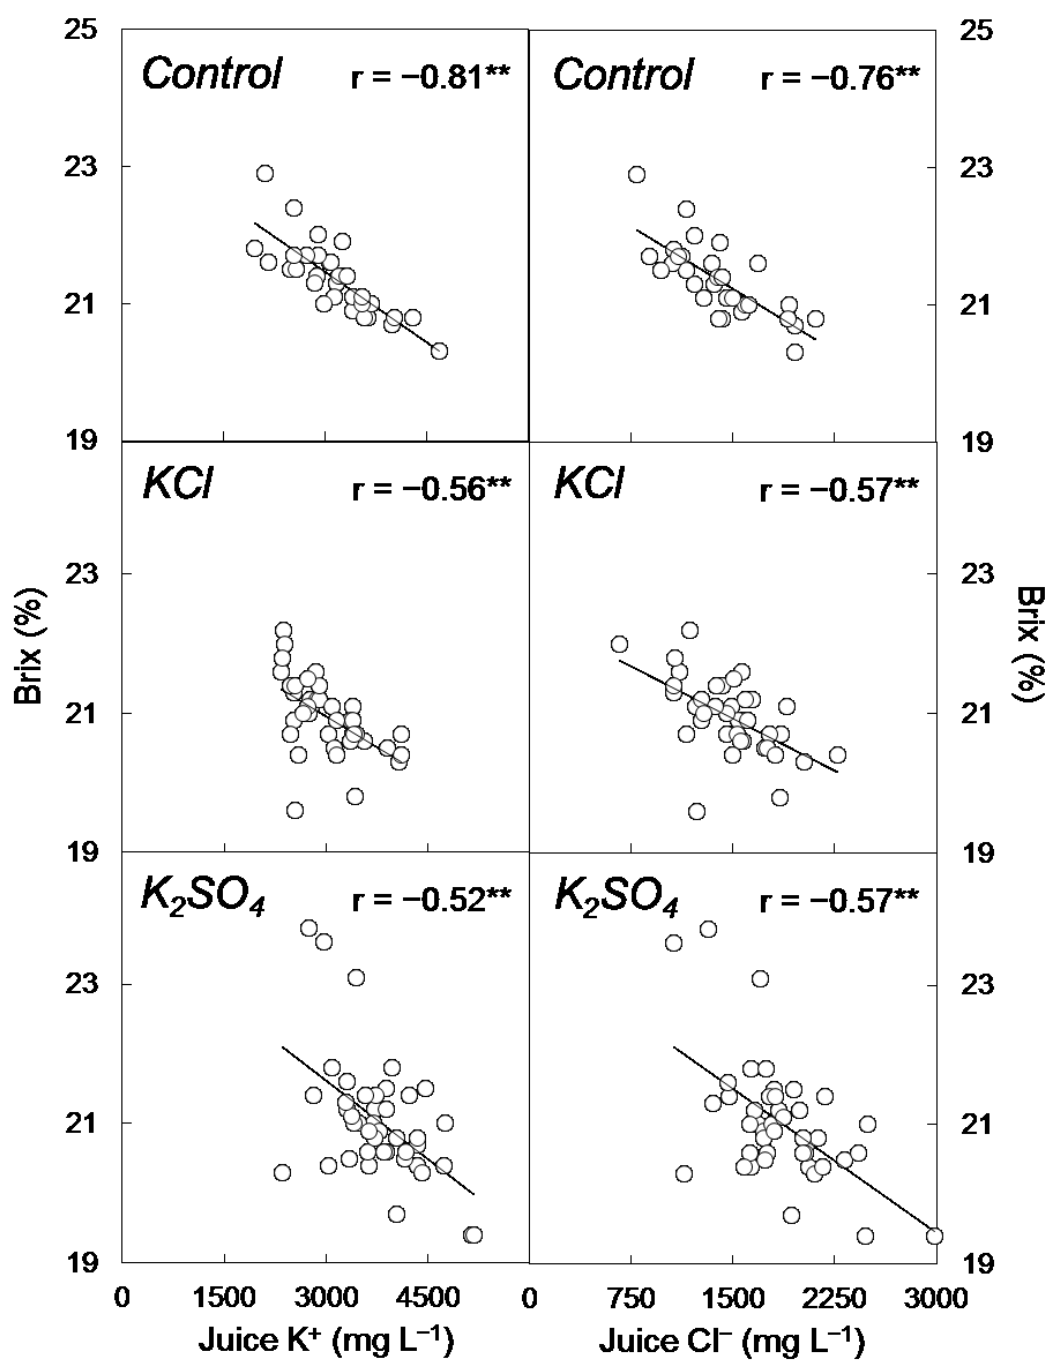 25
25
Control r = −0.81**
Control r = −0.76**
23
23
21
21
19
19
KCl r = −0.56**
KCl r = −0.57**
23
23
Brix (%)
Brix (%)
21
21
19
19
K₂SO₄ r = −0.52**
K₂SO₄ r = −0.57**
23
23
21
21
19
19
0 1500 3000 4500 0 750 1500 2250 3000
Juice K⁺ (mg L⁻¹) Juice Cl⁻ (mg L⁻¹)